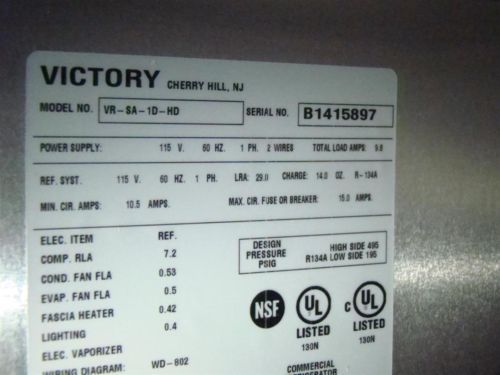 VICTORY CHERRY HILL, NJ
MODEL NO. VR-SA-1D-HD SERIAL NO. B1415897
POWER SUPPLY: 115 V. 60 HZ. 1 PH. 2 WIRES TOTAL LOAD AMPS: 9.8
REF. SYST. 115 V. 60 HZ. 1 PH. LRA: 29.0 CHARGE: 14.0 OZ. R-134A
MIN. CIR. AMPS: 10.5 AMPS. MAX. CIR. FUSE OR BREAKER: 15.0 AMPS.
ELEC. ITEM REF.
COMP. RLA 7.2
COND. FAN FLA 0.53
EVAP. FAN FLA 0.5
FASCIA HEATER 0.42
LIGHTING 0.4
ELEC. VAPORIZER
WIRING DIAGRAM: WD-802
DESIGN PRESSURE PSIG
HIGH SIDE 495
R134A LOW SIDE 195
NSF
UL
LISTED
130N
C UL
LISTED
130N
COMMERCIAL
REFRIGERATOR